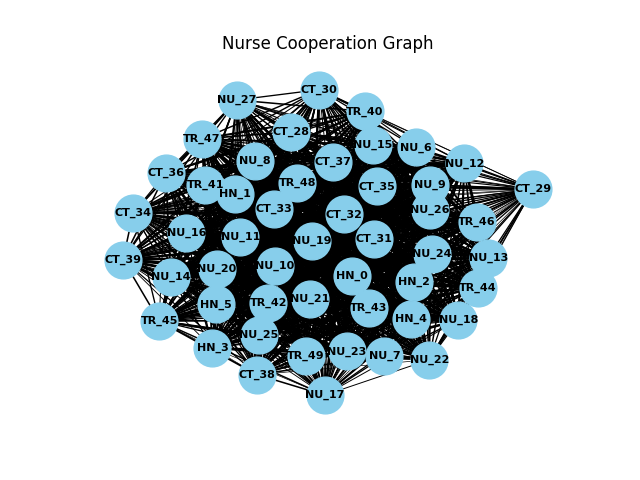 Nurse Cooperation Graph
CT_30
NU_27
TR_40
CT_28
TR_47
NU_15
NU_6
NU_8
CT_37
NU_12
CT_36
TR_48
TR_41
CT_35
NU_9
CT_29
HN_1
CT_33
NU_26
CT_34
CT_32
TR_46
NU_16
NU_11
NU_19
CT_31
NU_24
NU_13
CT_39
NU_10
NU_20
NU_14
HN_0
HN_2
TR_44
NU_21
TR_42
HN_5
TR_43
TR_45
HN_4
NU_18
NU_25
HN_3
NU_23
TR_49
NU_7
NU_22
CT_38
NU_17